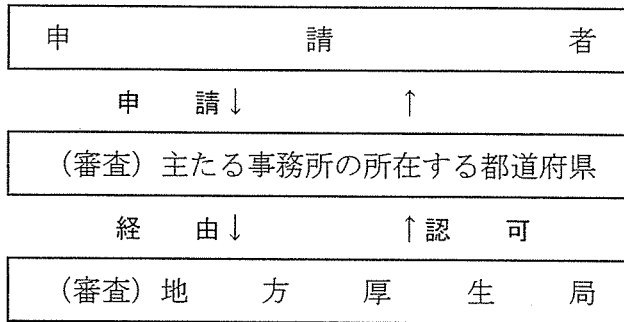 申請者
申請↓ ↑
（審査）主たる事務所の所在する都道府県
経由↓ ↑認可
（審査）地方厚生局